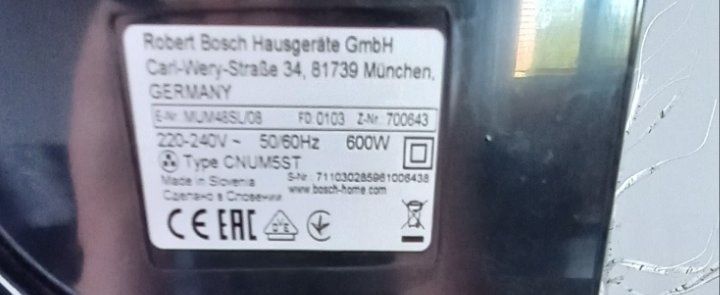 Robert Bosch Hausgeräte GmbH
Carl-Wery-Straße 34, 81739 München,
GERMANY
E-Nr. MUM48SL/08 FD 0103 Z-Nr. 700643
220-240V ~ 50/60Hz 600W
Type CNUM5ST
S-Nr. 711030285961006438
Made in Slovenia www.bosch-home.com
Сделано в Словении
CE EAC